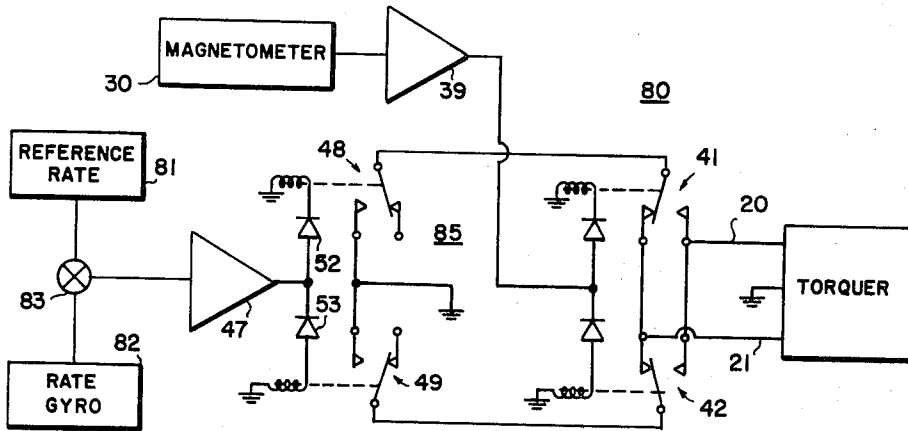 MAGNETOMETER
30
39
80
REFERENCE
RATE
81
48
41
52
85
20
83
47
53
TORQUER
82
RATE
GYRO
49
21
42